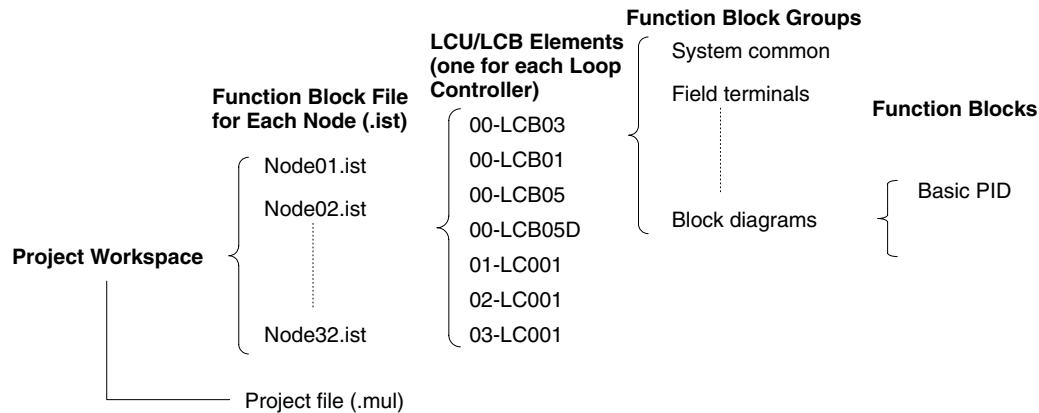 Function Block Groups
System common
Field terminals
Block diagrams
LCU/LCB Elements
(one for each Loop
Controller)
00-LCB03
00-LCB01
00-LCB05
00-LCB05D
01-LC001
02-LC001
03-LC001
Function Block File
for Each Node (.ist)
Node01.ist
Node02.ist
Node32.ist
Function Blocks
Basic PID
Project Workspace
Project file (.mul)